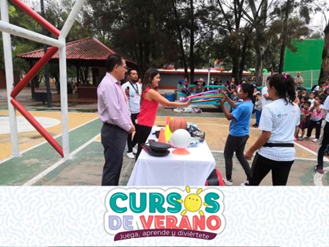 CURSOS
DE VERANO
Juega, aprende y diviértete